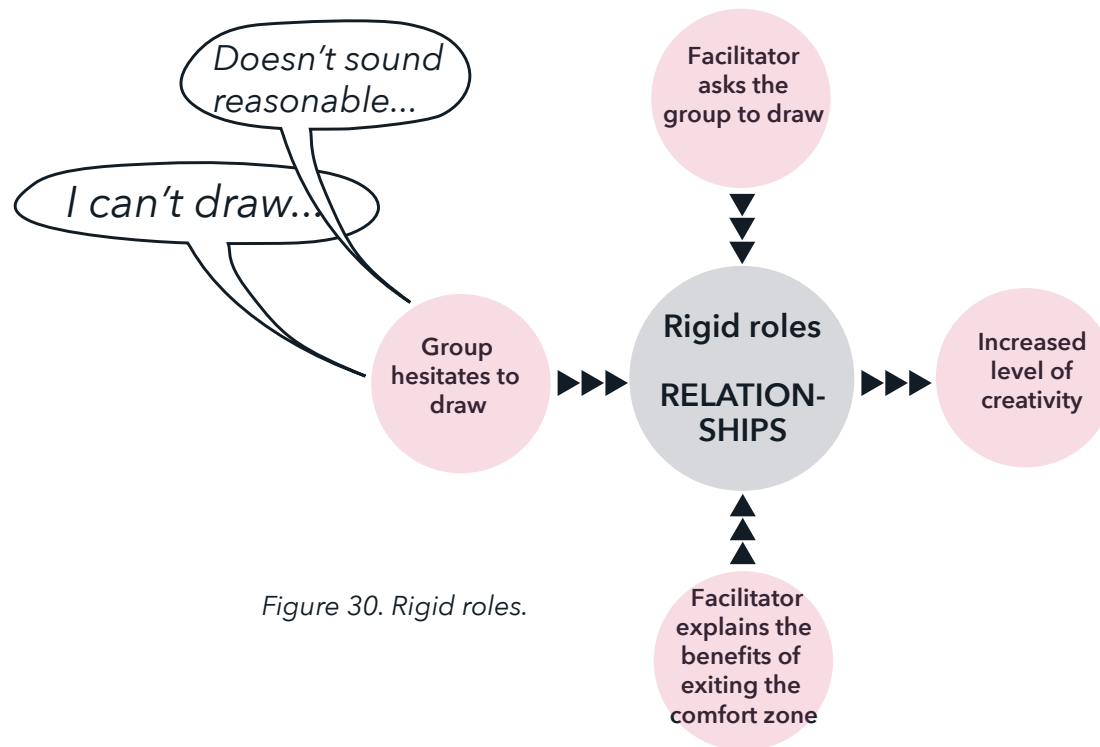 Doesn't sound
reasonable...
I can't draw...
Facilitator
asks the
group to draw
Group
hesitates to
draw
Rigid roles
RELATION-
SHIPS
Increased
level of
creativity
Facilitator
explains the
benefits of
exiting the
comfort zone
Figure 30. Rigid roles.